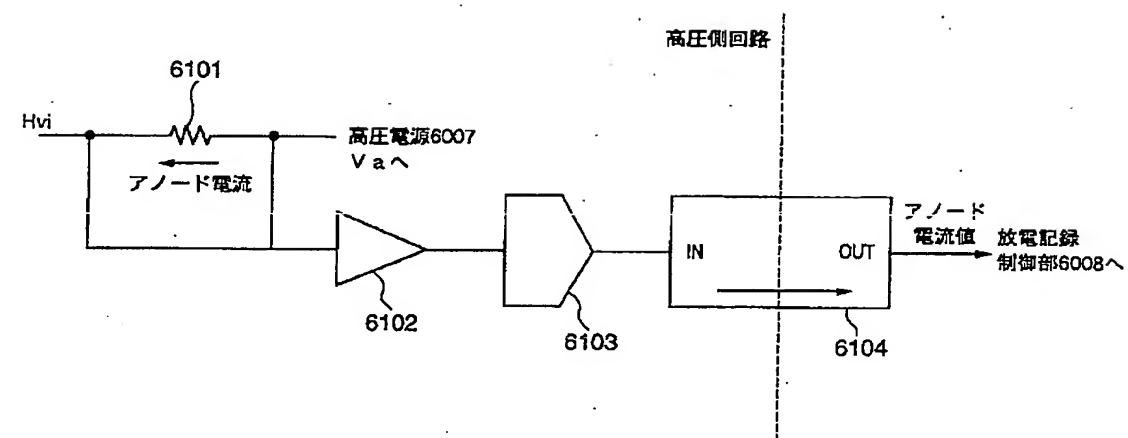 高圧側回路
6101
Hvi
高圧電源6007
Vaへ
アノード電流
アノード
電流値
放電記録
制御部6008へ
IN
OUT
6102
6103
6104